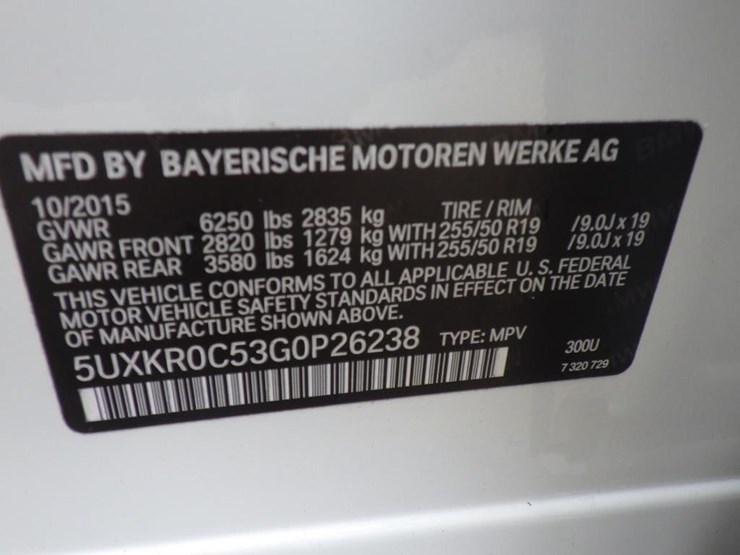 MFD BY BAYERISCHE MOTOREN WERKE AG
10/2015 TIRE / RIM
GVWR 6250 lbs 2835 kg
GAWR FRONT 2820 lbs 1279 kg WITH 255/50 R19 /9.0J x 19
GAWR REAR 3580 lbs 1624 kg WITH 255/50 R19 /9.0J x 19
THIS VEHICLE CONFORMS TO ALL APPLICABLE U. S. FEDERAL
MOTOR VEHICLE SAFETY STANDARDS IN EFFECT ON THE DATE
OF MANUFACTURE SHOWN ABOVE.
5UXKR0C53G0P26238 TYPE: MPV 300U
7 320 729